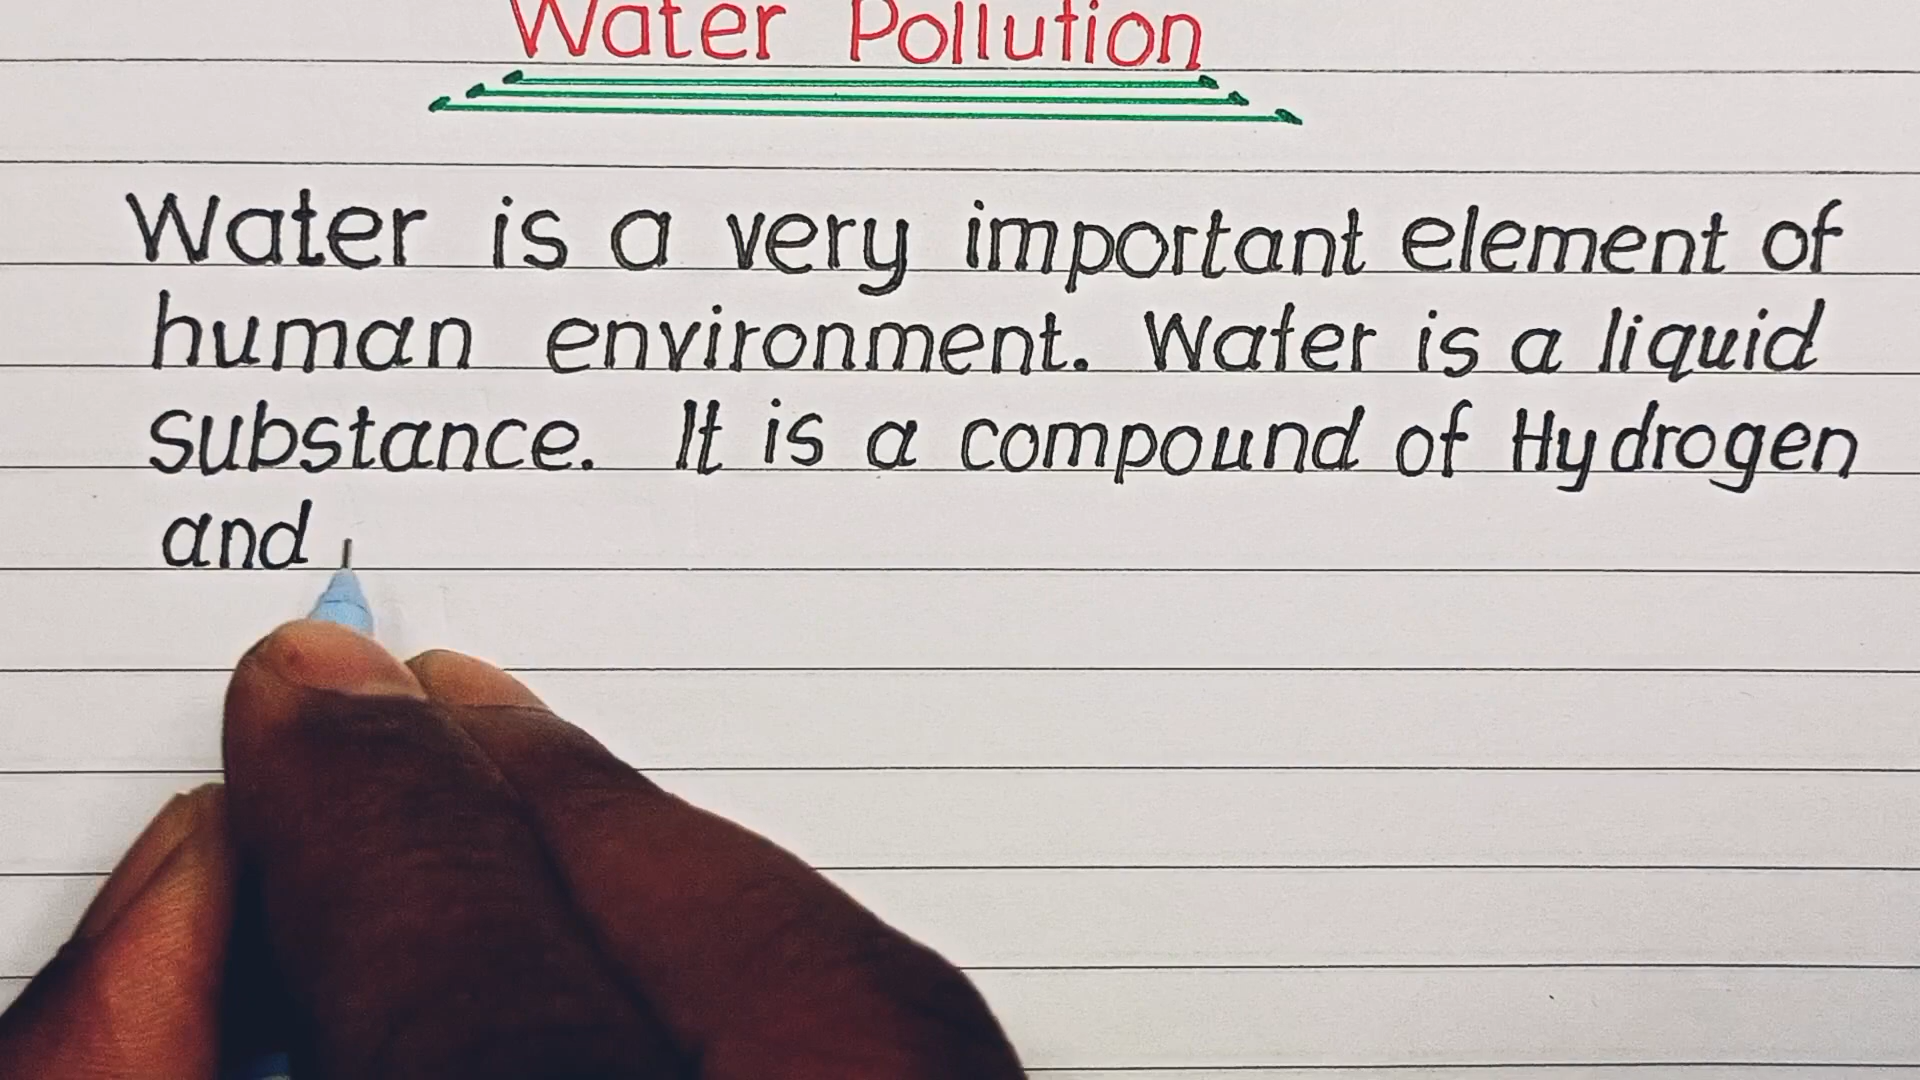 Water Pollution
Water is a very important element of
human environment. Water is a liquid
substance. It is a compound of Hydrogen
and